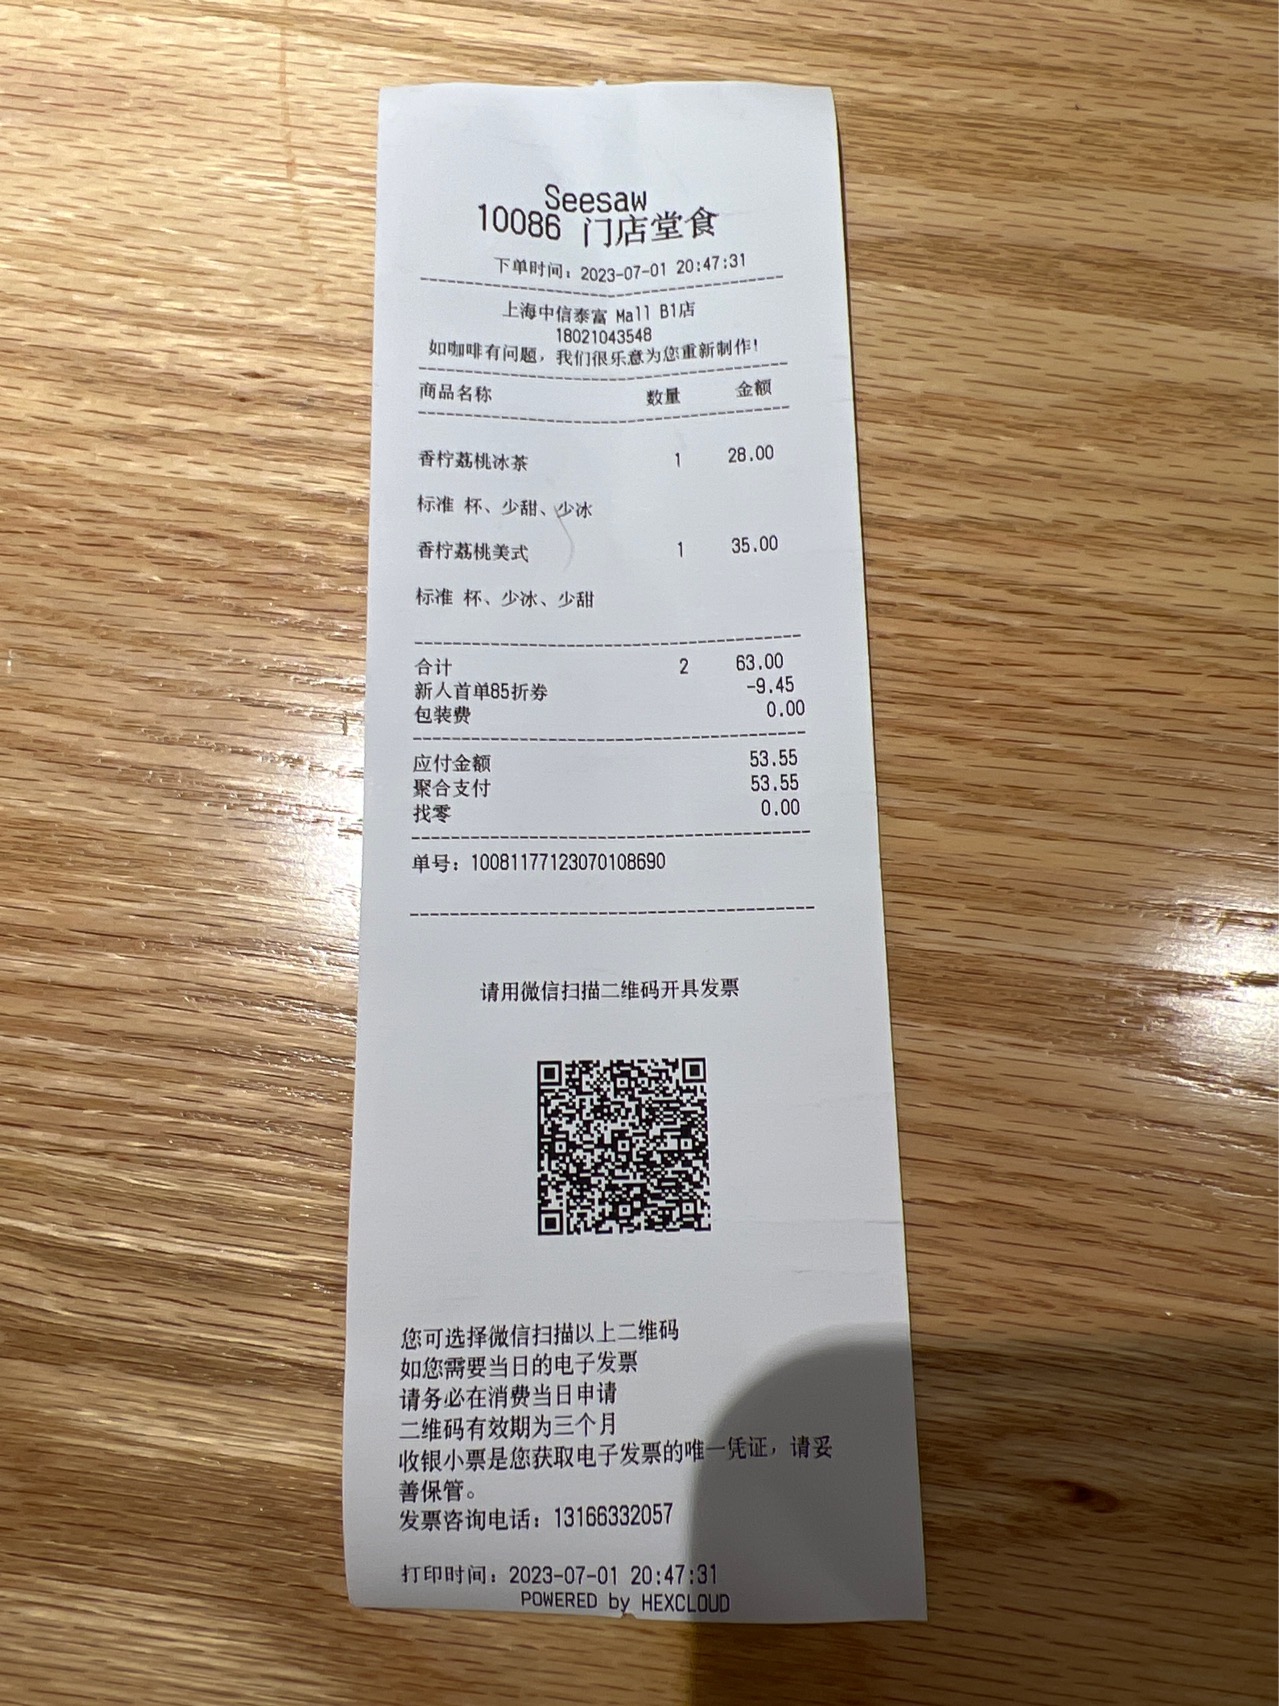 Seesaw
10086 门店堂食
下单时间：2023-07-01 20:47:31
上海中信泰富 Mall B1店
18021043548
如咖啡有问题，我们很乐意为您重新制作！
商品名称 数量 金额
香柠荔桃冰茶 1 28.00
标准 杯、少甜、少冰
香柠荔桃美式 1 35.00
标准 杯、少冰、少甜
合计 2 63.00
新人首单85折券 -9.45
包装费 0.00
应付金额 53.55
聚合支付 53.55
找零 0.00
单号：10081177123070108690
请用微信扫描二维码开具发票
您可选择微信扫描以上二维码
如您需要当日的电子发票
请务必在消费当日申请
二维码有效期为三个月
收银小票是您获取电子发票的唯一凭证，请妥
善保管。
发票咨询电话：13166332057
打印时间：2023-07-01 20:47:31
POWERED by HEXCLOUD